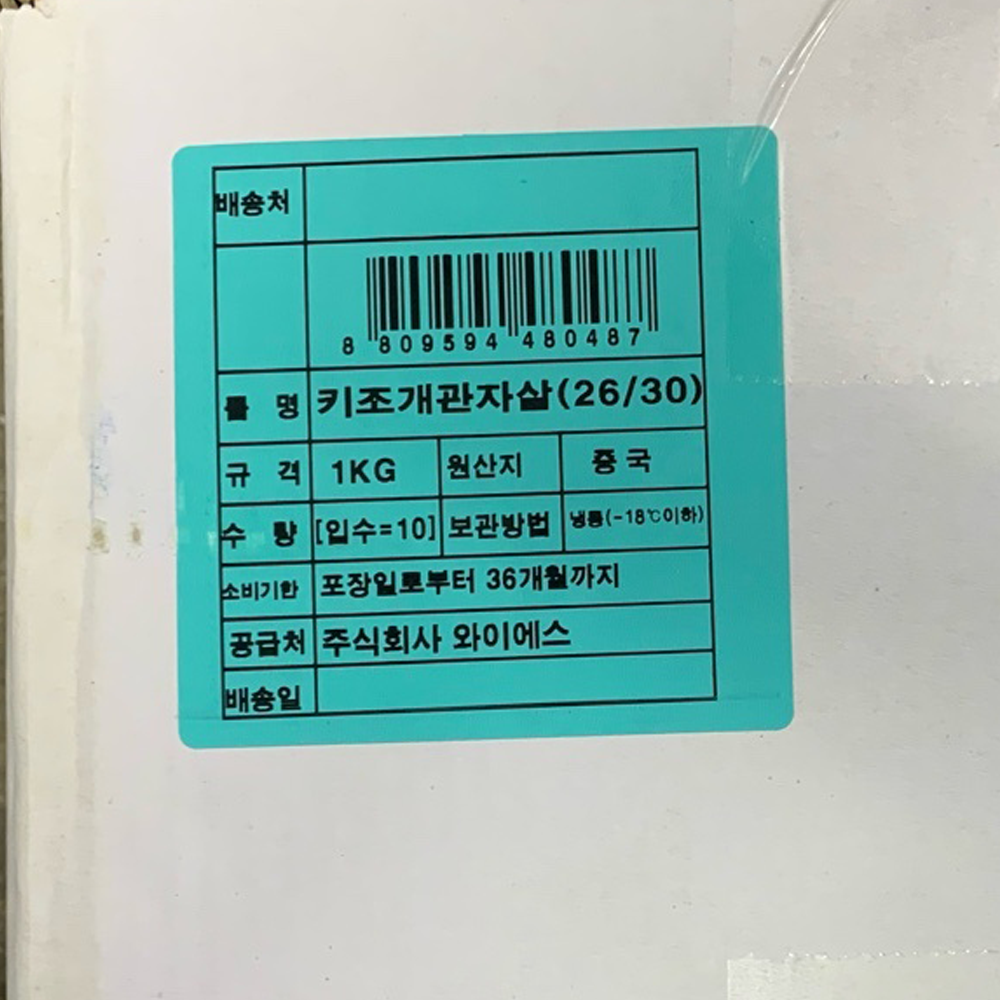 배송처
8 809594 480487
품 명 키조개관자살(26/30)
규 격 1KG 원산지 중국
수 량 [입수=10] 보관방법 냉동(-18℃이하)
소비기한 포장일로부터 36개월까지
공급처 주식회사 와이에스
배송일